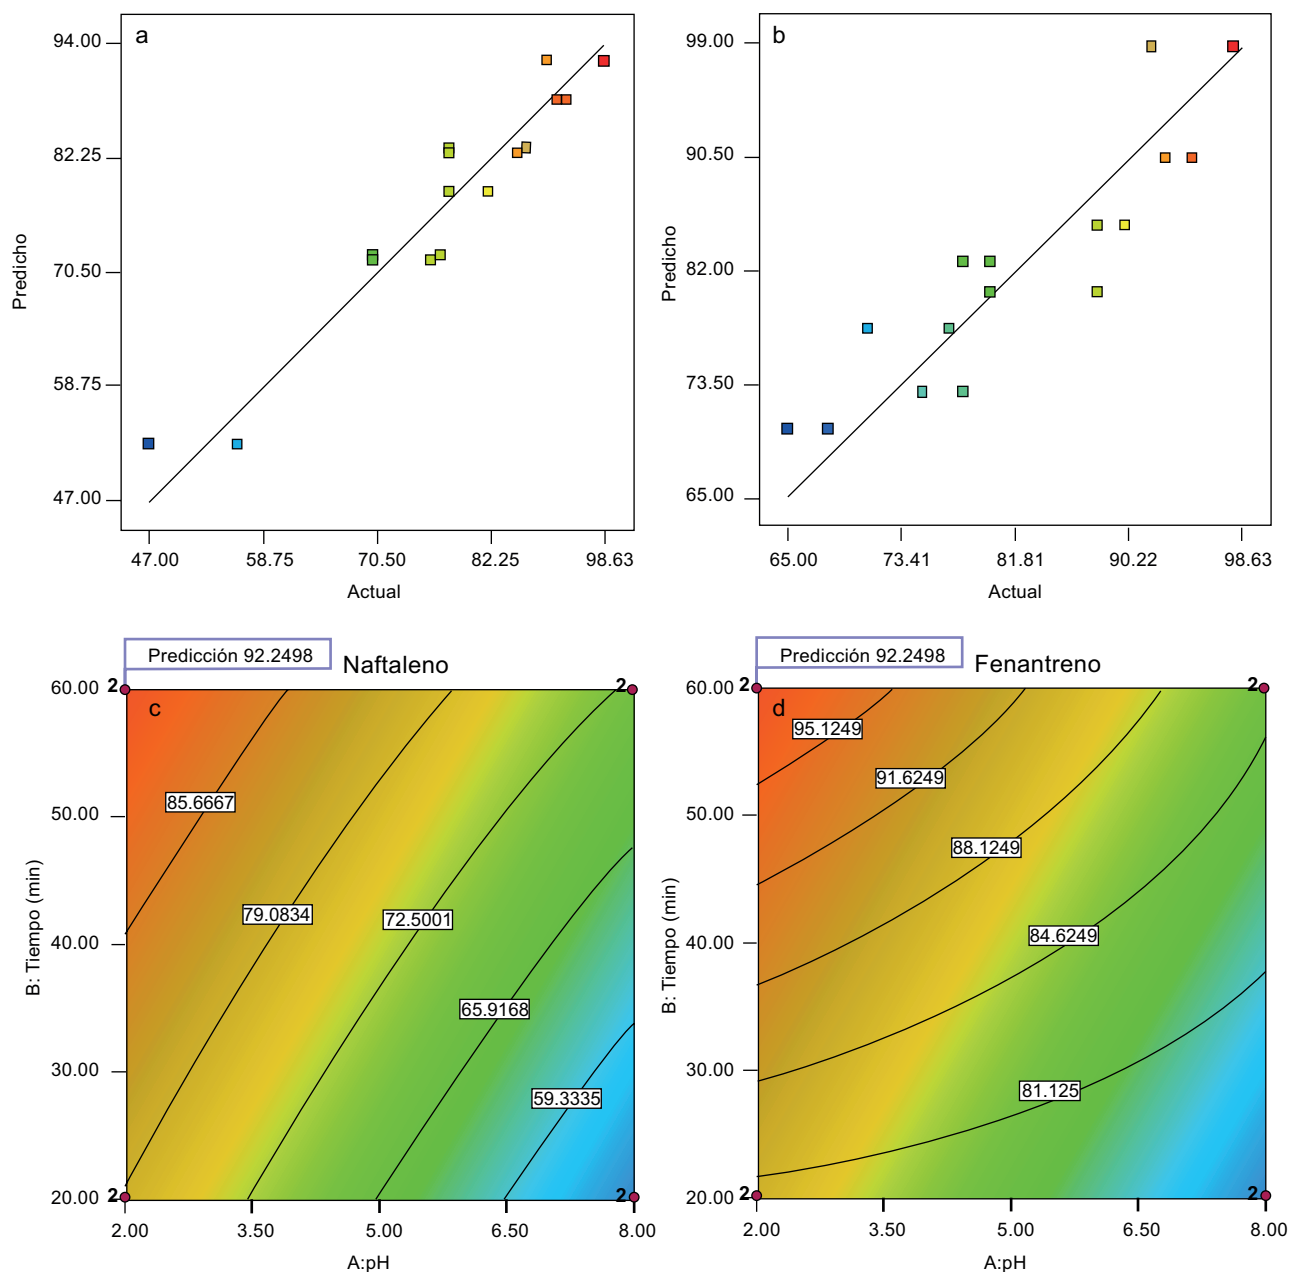 a
94.00
82.25
70.50
58.75
47.00
Predicho
47.00 58.75 70.50 82.25 98.63
Actual
b
99.00
90.50
82.00
73.50
65.00
Predicho
65.00 73.41 81.81 90.22 98.63
Actual
Predicción 92.2498
Naftaleno
c
2 2
60.00
50.00
40.00
30.00
20.00
2 2
B: Tiempo (min)
85.6667
79.0834
72.5001
65.9168
59.3335
2.00 3.50 5.00 6.50 8.00
A:pH
Predicción 92.2498
Fenantreno
d
2 2
60.00
50.00
40.00
30.00
20.00
2 2
B: Tiempo (min)
95.1249
91.6249
88.1249
84.6249
81.125
2.00 3.50 5.00 6.50 8.00
A:pH